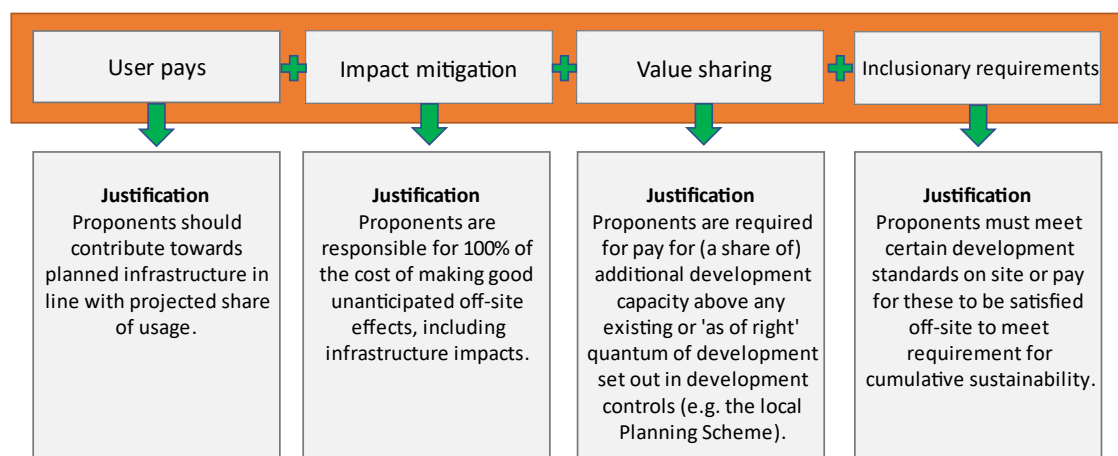 User pays
Impact mitigation
Value sharing
Inclusionary requirements
Justification
Proponents should
contribute towards
planned infrastructure in
line with projected share
of usage.
Justification
Proponents are
responsible for 100% of
the cost of making good
unanticipated off-site
effects, including
infrastructure impacts.
Justification
Proponents are required
for pay for (a share of)
additional development
capacity above any
existing or 'as of right'
quantum of development
set out in development
controls (e.g. the local
Planning Scheme).
Justification
Proponents must meet
certain development
standards on site or pay
for these to be satisfied
off-site to meet
requirement for
cumulative sustainability.